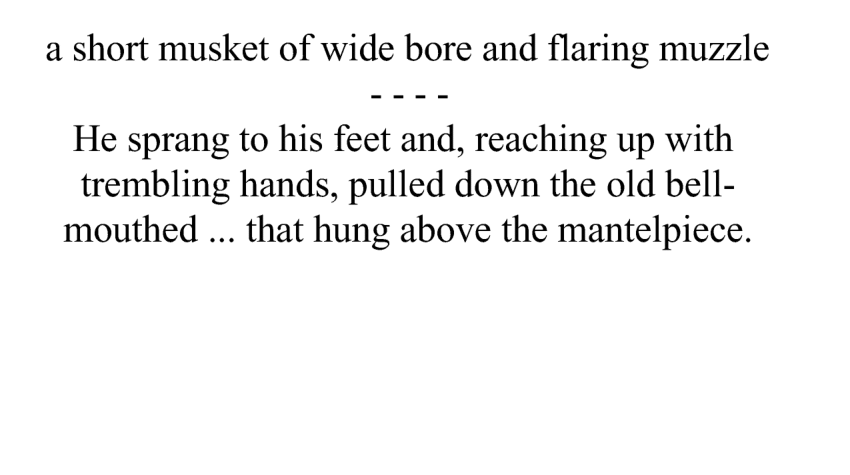 a short musket of wide bore and flaring muzzle
- - - -
He sprang to his feet and, reaching up with
trembling hands, pulled down the old bell-
mouthed ... that hung above the mantelpiece.